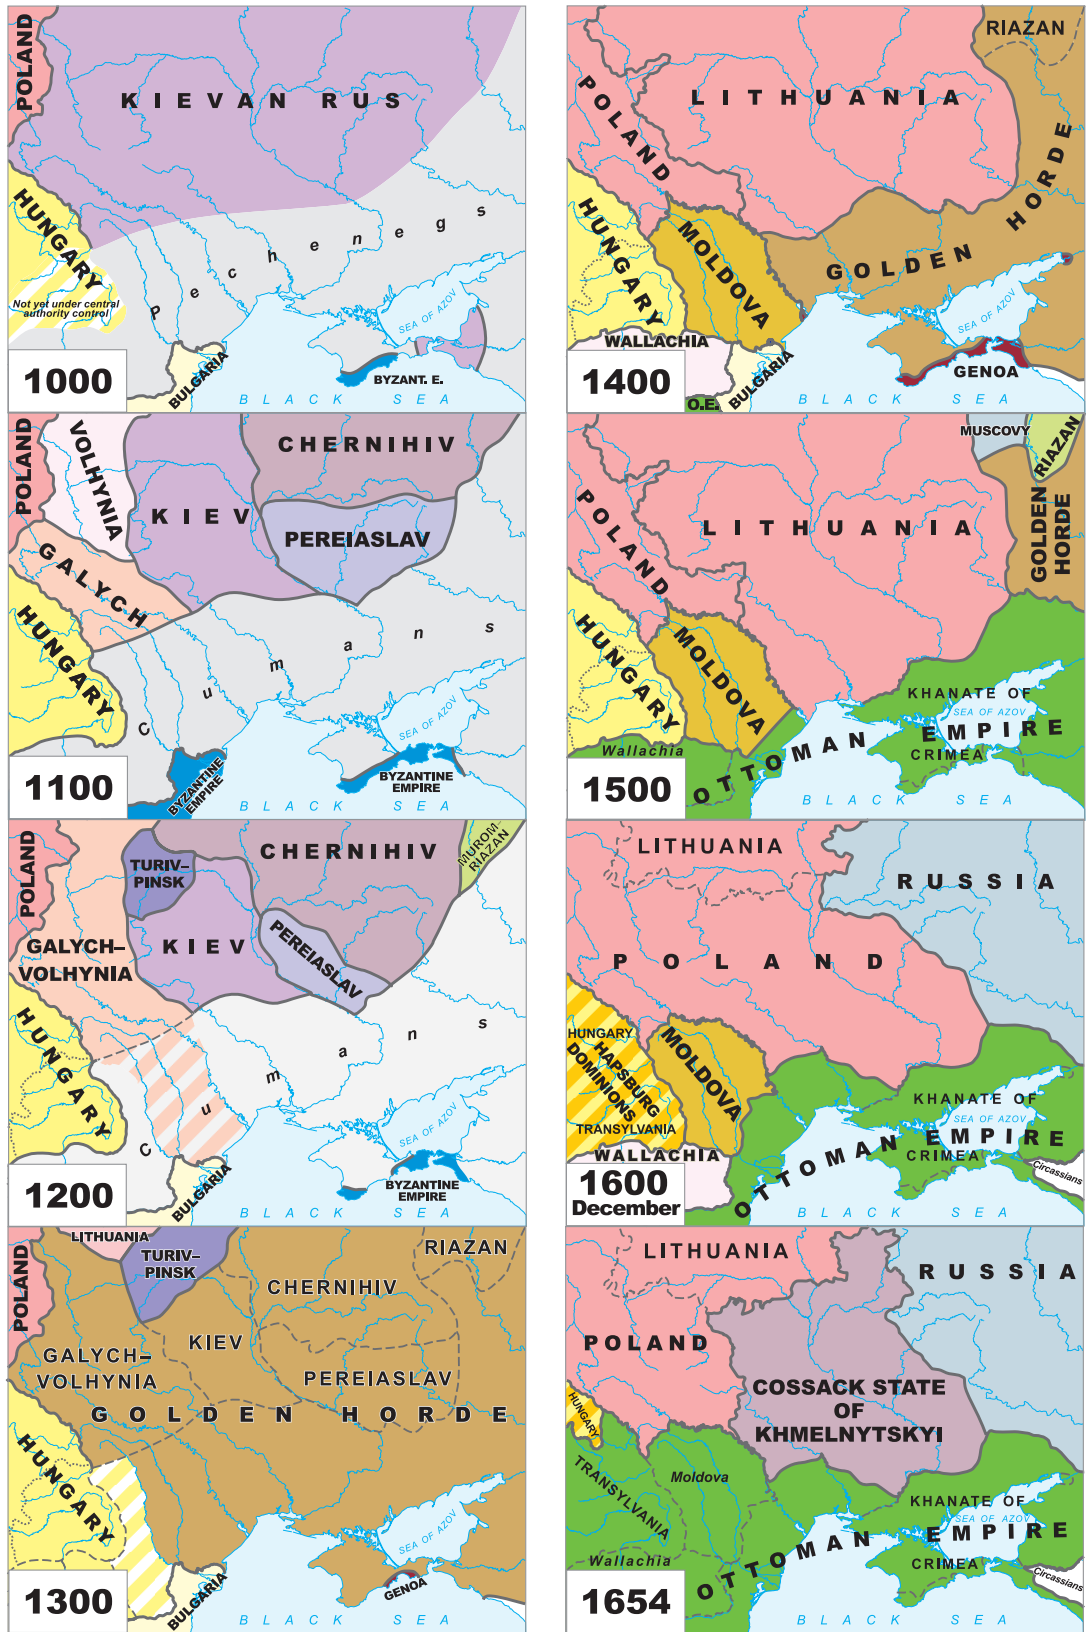 POLAND
KIEVAN RUS
HUNGARY
Not yet under central
authority control
Pechenegs
SEA OF AZOV
BULGARIA
BYZANT. E.
1000
BLACK SEA
POLAND
VOLHYNIA
CHERNIHIV
KIEV
PEREIASLAV
GALYCH
HUNGARY
Cumans
SEA OF AZOV
BYZANTINE
EMPIRE
BYZANTINE
EMPIRE
1100
BLACK SEA
POLAND
TURIV–
PINSK
CHERNIHIV
MUROM–
RIAZAN
GALYCH–
VOLHYNIA
KIEV
PEREIASLAV
HUNGARY
Cumans
SEA OF AZOV
BULGARIA
BYZANTINE
EMPIRE
1200
BLACK SEA
POLAND
LITHUANIA
TURIV–
PINSK
RIAZAN
CHERNIHIV
KIEV
GALYCH–
VOLHYNIA
PEREIASLAV
GOLDEN HORDE
HUNGARY
SEA OF AZOV
BULGARIA
GENOA
1300
BLACK SEA
RIAZAN
POLAND
LITHUANIA
GOLDEN HORDE
HUNGARY
MOLDOVA
SEA OF AZOV
WALLACHIA
BULGARIA
O.E.
GENOA
1400
BLACK SEA
MUSCOVY
RIAZAN
POLAND
LITHUANIA
GOLDEN
HORDE
HUNGARY
MOLDOVA
KHANATE OF
SEA OF AZOV
CRIMEA
Wallachia
OTTOMAN EMPIRE
1500
BLACK SEA
LITHUANIA
RUSSIA
POLAND
HUNGARY
HAPSBURG
DOMINIONS
TRANSYLVANIA
MOLDOVA
KHANATE OF
SEA OF AZOV
CRIMEA
WALLACHIA
OTTOMAN EMPIRE
Circassians
1600
December
BLACK SEA
LITHUANIA
RUSSIA
POLAND
COSSACK STATE
OF
KHMELNYTSKYI
HUNGARY
TRANSYLVANIA
Moldova
KHANATE OF
SEA OF AZOV
CRIMEA
Wallachia
OTTOMAN EMPIRE
Circassians
1654
BLACK SEA